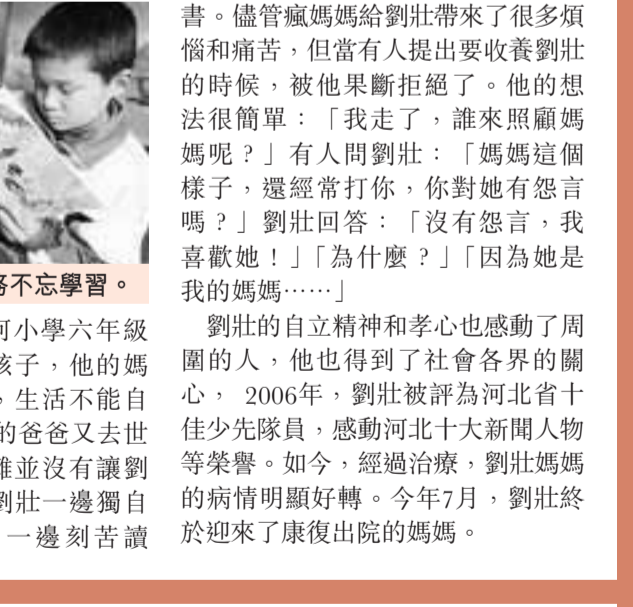 務不忘學習。
河小學六年級
孩子，他的媽
，生活不能自
的爸爸又去世
難並沒有讓劉
劉壯一邊獨自
一邊刻苦讀
書。儘管瘋媽媽給劉壯帶來了很多煩
惱和痛苦，但當有人提出要收養劉壯
的時候，被他果斷拒絕了。他的想
法很簡單：「我走了，誰來照顧媽
媽呢？」有人問劉壯：「媽媽這個
樣子，還經常打你，你對她有怨言
嗎？」劉壯回答：「沒有怨言，我
喜歡她！」「為什麼？」「因為她是
我的媽媽……」
劉壯的自立精神和孝心也感動了周
圍的人，他也得到了社會各界的關
心， 2006年，劉壯被評為河北省十
佳少先隊員，感動河北十大新聞人物
等榮譽。如今，經過治療，劉壯媽媽
的病情明顯好轉。今年7月，劉壯終
於迎來了康復出院的媽媽。